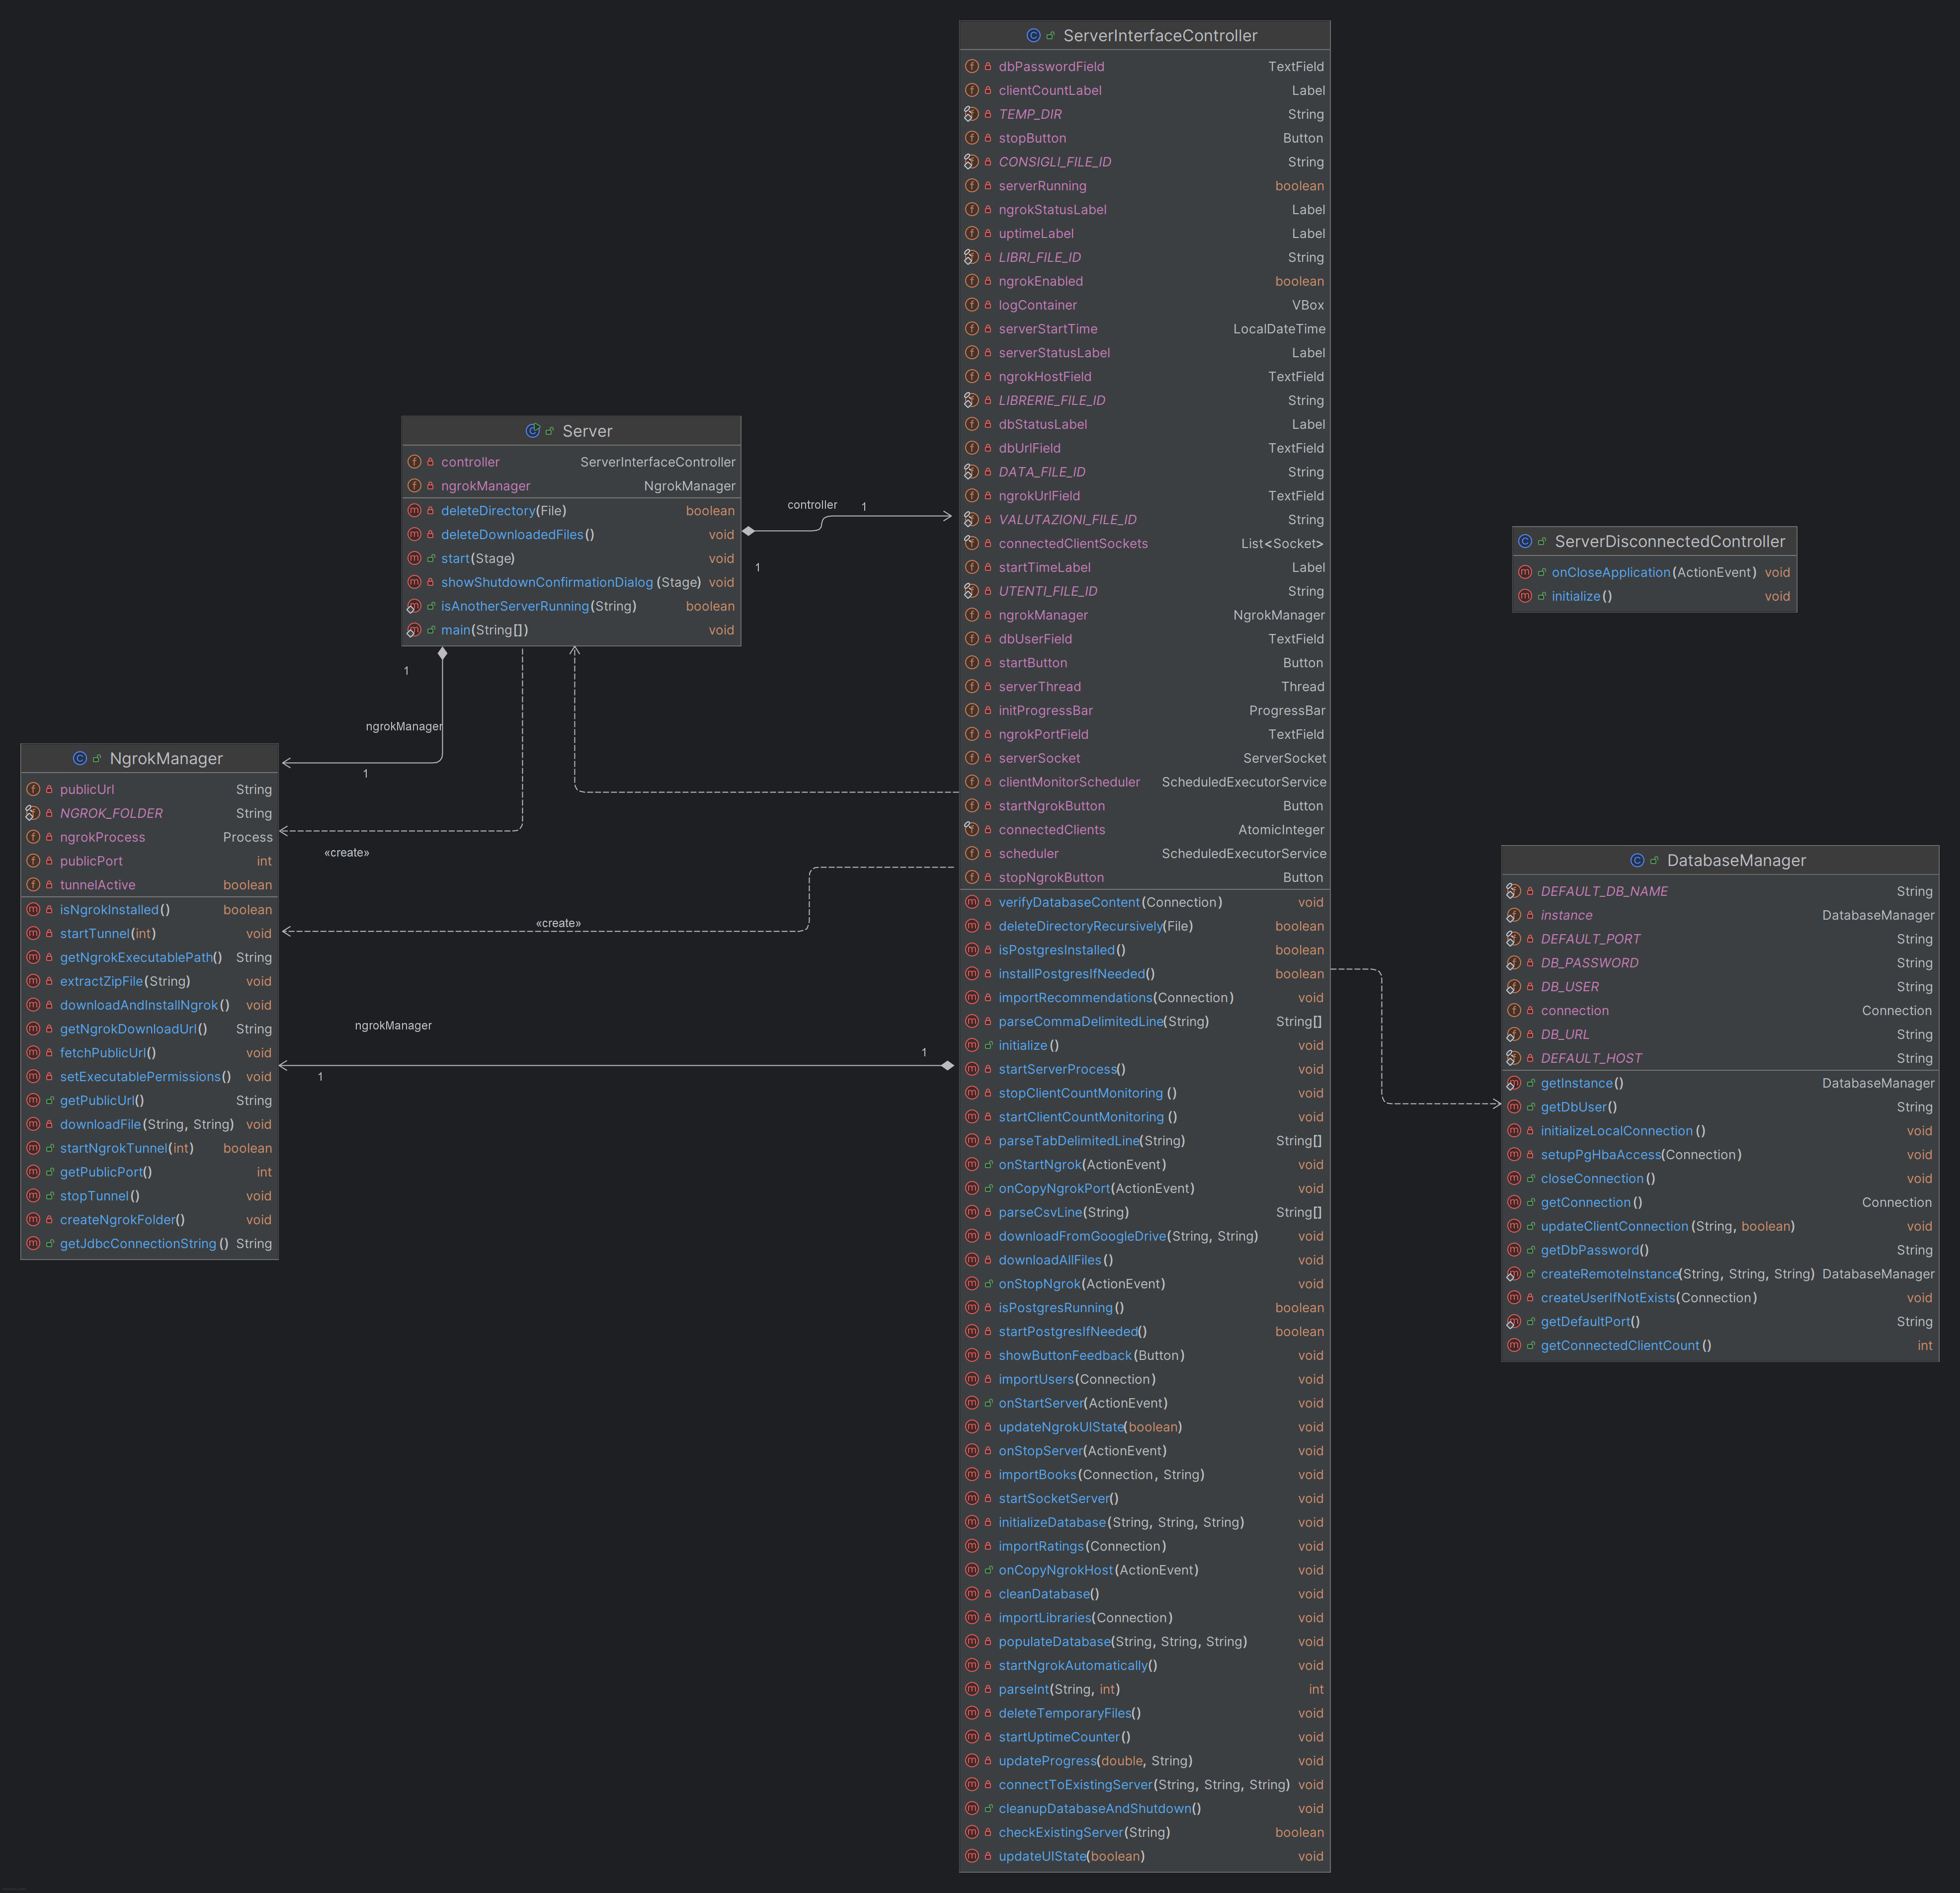 ServerInterfaceController
dbPasswordField TextField
clientCountLabel Label
TEMP_DIR String
stopButton Button
CONSIGLI_FILE_ID String
serverRunning boolean
ngrokStatusLabel Label
uptimeLabel Label
LIBRI_FILE_ID String
ngrokEnabled boolean
logContainer VBox
serverStartTime LocalDateTime
serverStatusLabel Label
ngrokHostField TextField
LIBRERIE_FILE_ID String
dbStatusLabel Label
dbUrlField TextField
DATA_FILE_ID String
ngrokUrlField TextField
VALUTAZIONI_FILE_ID String
connectedClientSockets List<Socket>
startTimeLabel Label
UTENTI_FILE_ID String
ngrokManager NgrokManager
dbUserField TextField
startButton Button
serverThread Thread
initProgressBar ProgressBar
ngrokPortField TextField
serverSocket ServerSocket
clientMonitorScheduler ScheduledExecutorService
startNgrokButton Button
connectedClients AtomicInteger
scheduler ScheduledExecutorService
stopNgrokButton Button
verifyDatabaseContent(Connection) void
deleteDirectoryRecursively(File) boolean
isPostgresInstalled() boolean
installPostgresIfNeeded() boolean
importRecommendations(Connection) void
parseCommaDelimitedLine(String) String[]
initialize() void
startServerProcess() void
stopClientCountMonitoring () void
startClientCountMonitoring () void
parseTabDelimitedLine(String) String[]
onStartNgrok(ActionEvent) void
onCopyNgrokPort(ActionEvent) void
parseCsvLine(String) String[]
downloadFromGoogleDrive(String, String) void
downloadAllFiles() void
onStopNgrok(ActionEvent) void
isPostgresRunning() boolean
startPostgresIfNeeded() boolean
showButtonFeedback(Button) void
importUsers(Connection) void
onStartServer(ActionEvent) void
updateNgrokUIState(boolean) void
onStopServer(ActionEvent) void
importBooks(Connection, String) void
startSocketServer() void
initializeDatabase(String, String, String) void
importRatings(Connection) void
onCopyNgrokHost(ActionEvent) void
cleanDatabase() void
importLibraries(Connection) void
populateDatabase(String, String, String) void
startNgrokAutomatically() void
parseInt(String, int) int
deleteTemporaryFiles() void
startUptimeCounter() void
updateProgress(double, String) void
connectToExistingServer(String, String, String) void
cleanupDatabaseAndShutdown() void
checkExistingServer(String) boolean
updateUIState(boolean) void
Server
controller ServerInterfaceController
ngrokManager NgrokManager
deleteDirectory(File) boolean
deleteDownloadedFiles() void
start(Stage) void
showShutdownConfirmationDialog (Stage) void
isAnotherServerRunning(String) boolean
main(String[]) void
controller
1
1
1
ngrokManager
1
«create»
«create»
ngrokManager
1
1
NgrokManager
publicUrl String
NGROK_FOLDER String
ngrokProcess Process
publicPort int
tunnelActive boolean
isNgrokInstalled() boolean
startTunnel(int) void
getNgrokExecutablePath() String
extractZipFile(String) void
downloadAndInstallNgrok() void
getNgrokDownloadUrl() String
fetchPublicUrl() void
setExecutablePermissions() void
getPublicUrl() String
downloadFile(String, String) void
startNgrokTunnel(int) boolean
getPublicPort() int
stopTunnel() void
createNgrokFolder() void
getJdbcConnectionString () String
ServerDisconnectedController
onCloseApplication(ActionEvent) void
initialize() void
DatabaseManager
DEFAULT_DB_NAME String
instance DatabaseManager
DEFAULT_PORT String
DB_PASSWORD String
DB_USER String
connection Connection
DB_URL String
DEFAULT_HOST String
getInstance() DatabaseManager
getDbUser() String
initializeLocalConnection () void
setupPgHbaAccess(Connection) void
closeConnection () void
getConnection () Connection
updateClientConnection (String, boolean) void
getDbPassword() String
createRemoteInstance(String, String, String) DatabaseManager
createUserIfNotExists(Connection) void
getDefaultPort() String
getConnectedClientCount () int